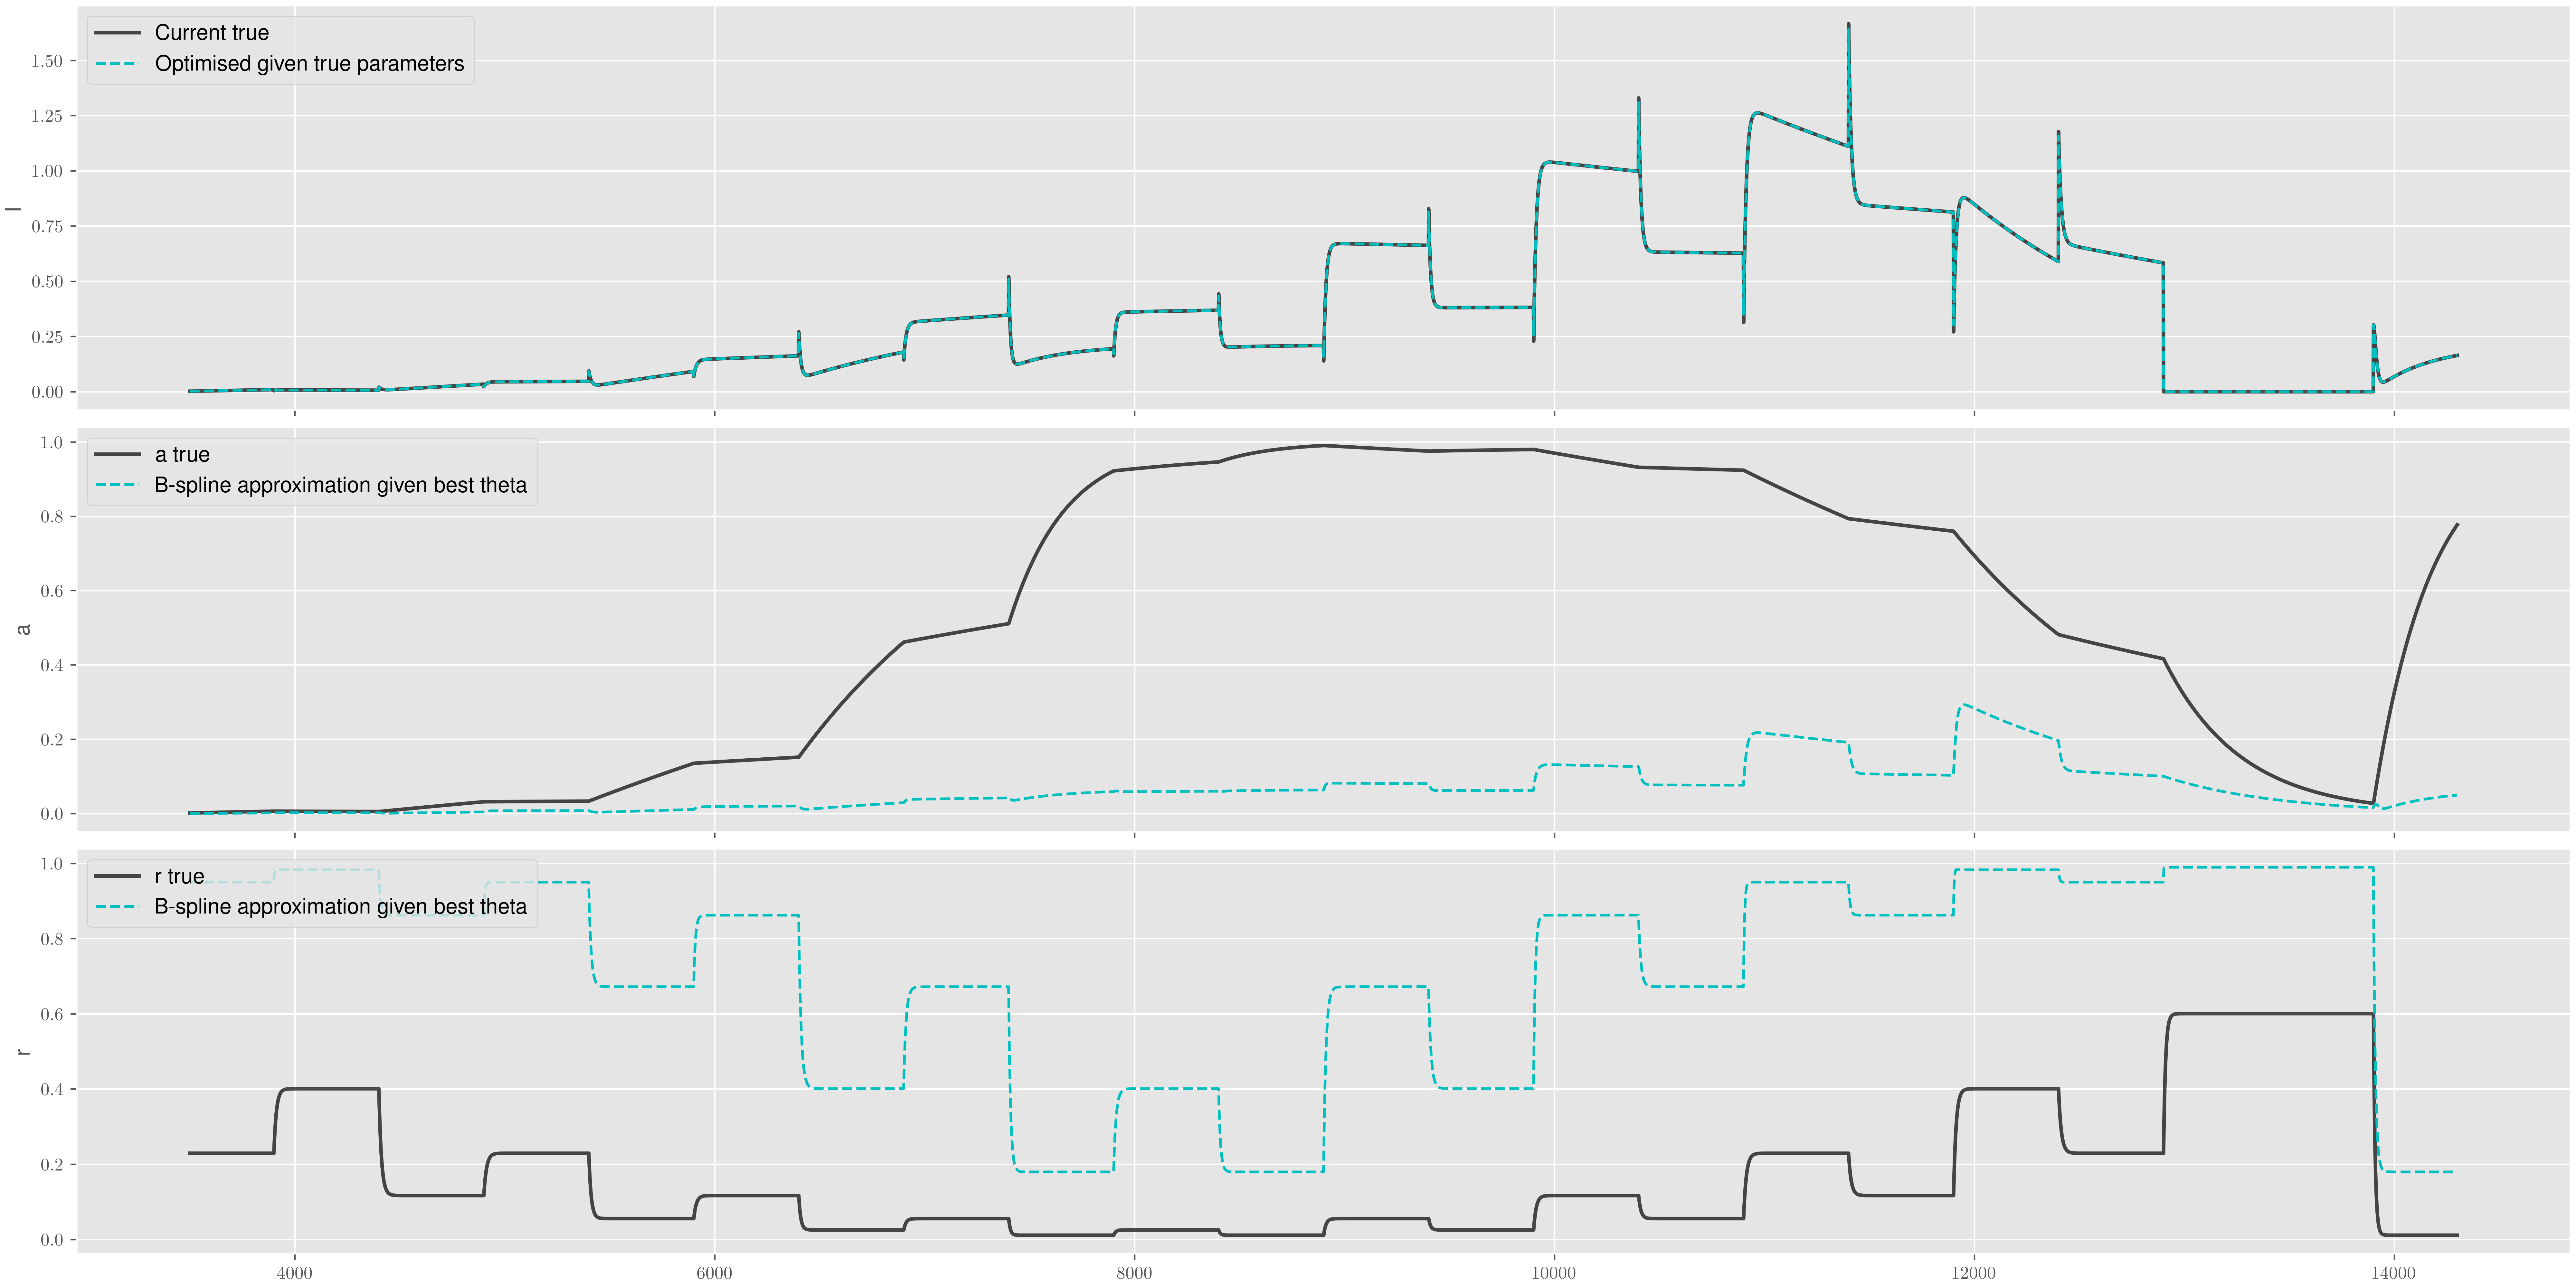 Current true
Optimised given true parameters
1.50
1.25
1.00
0.75
0.50
0.25
0.00
I
a true
B-spline approximation given best theta
1.0
0.8
0.6
0.4
0.2
0.0
a
r true
B-spline approximation given best theta
1.0
0.8
0.6
0.4
0.2
0.0
r
4000 6000 8000 10000 12000 14000